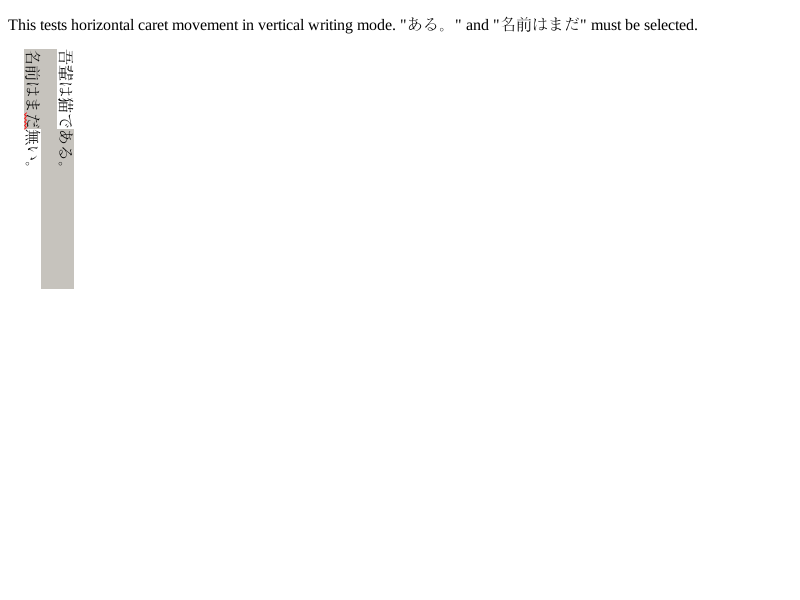 This tests horizontal caret movement in vertical writing mode. "ある。" and "名前はまだ" must be selected.
吾輩は猫である。
名前はまだ無い。